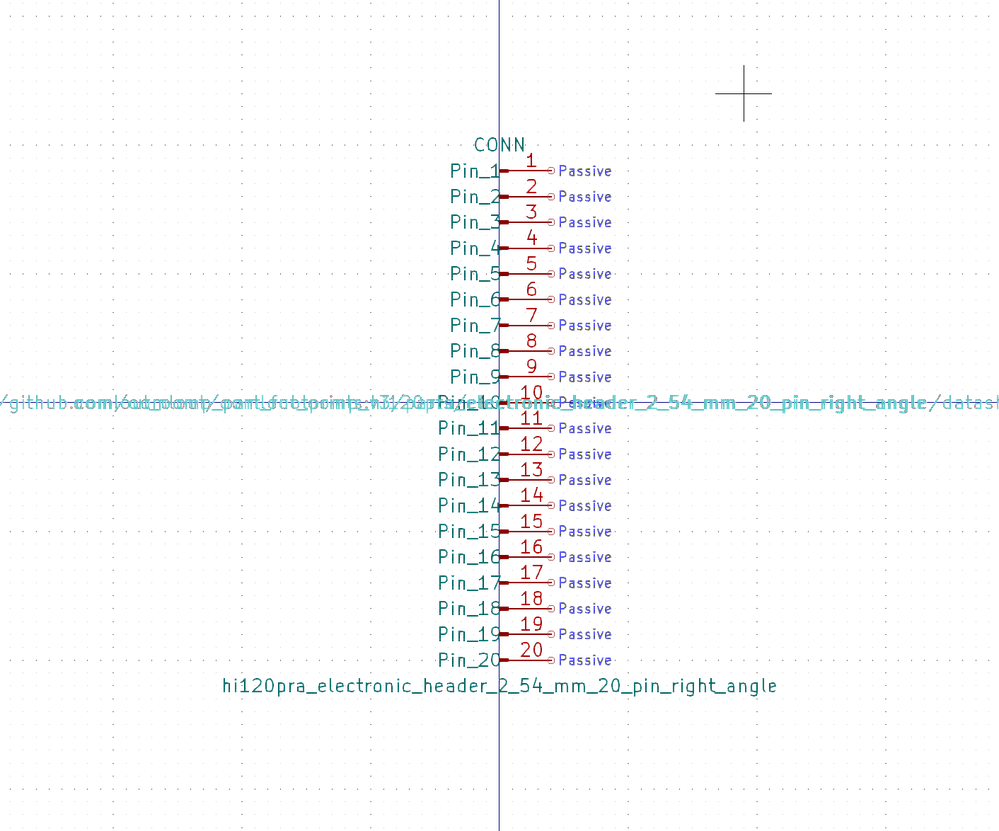 CONN
Pin_1 1 Passive
Pin_2 2 Passive
Pin_3 3 Passive
Pin_4 4 Passive
Pin_5 5 Passive
Pin_6 6 Passive
Pin_7 7 Passive
Pin_8 8 Passive
Pin_9 9 Passive
10 electronic_header_2_54_mm_20_pin_right_angle
Pin_11 11 Passive
Pin_12 12 Passive
Pin_13 13 Passive
Pin_14 14 Passive
Pin_15 15 Passive
Pin_16 16 Passive
Pin_17 17 Passive
Pin_18 18 Passive
Pin_19 19 Passive
Pin_20 20 Passive
hi120pra_electronic_header_2_54_mm_20_pin_right_angle